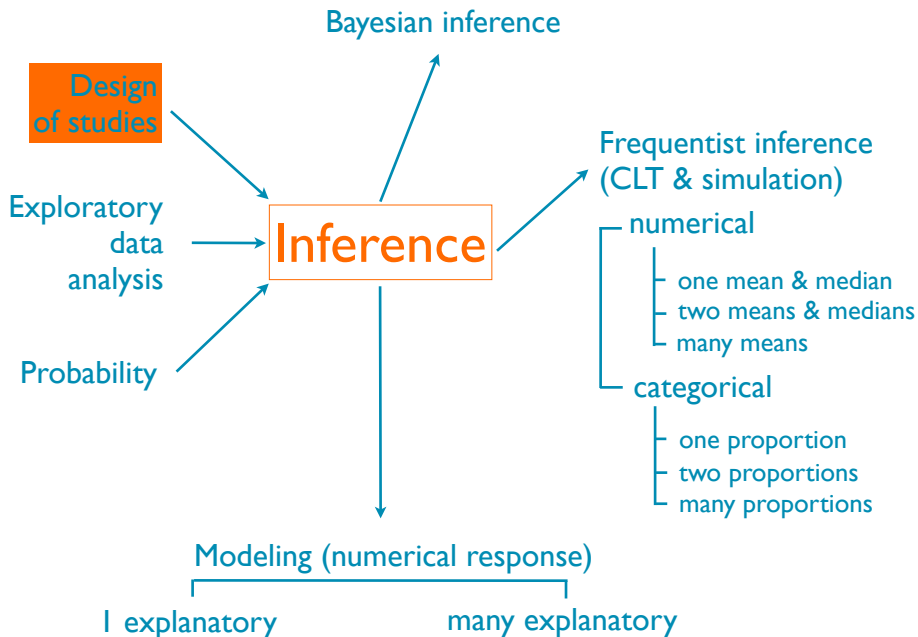 Bayesian inference
Design
of studies
Exploratory
data
analysis
Probability
Inference
Frequentist inference
(CLT & simulation)
numerical
one mean & median
two means & medians
many means
categorical
one proportion
two proportions
many proportions
Modeling (numerical response)
1 explanatory
many explanatory